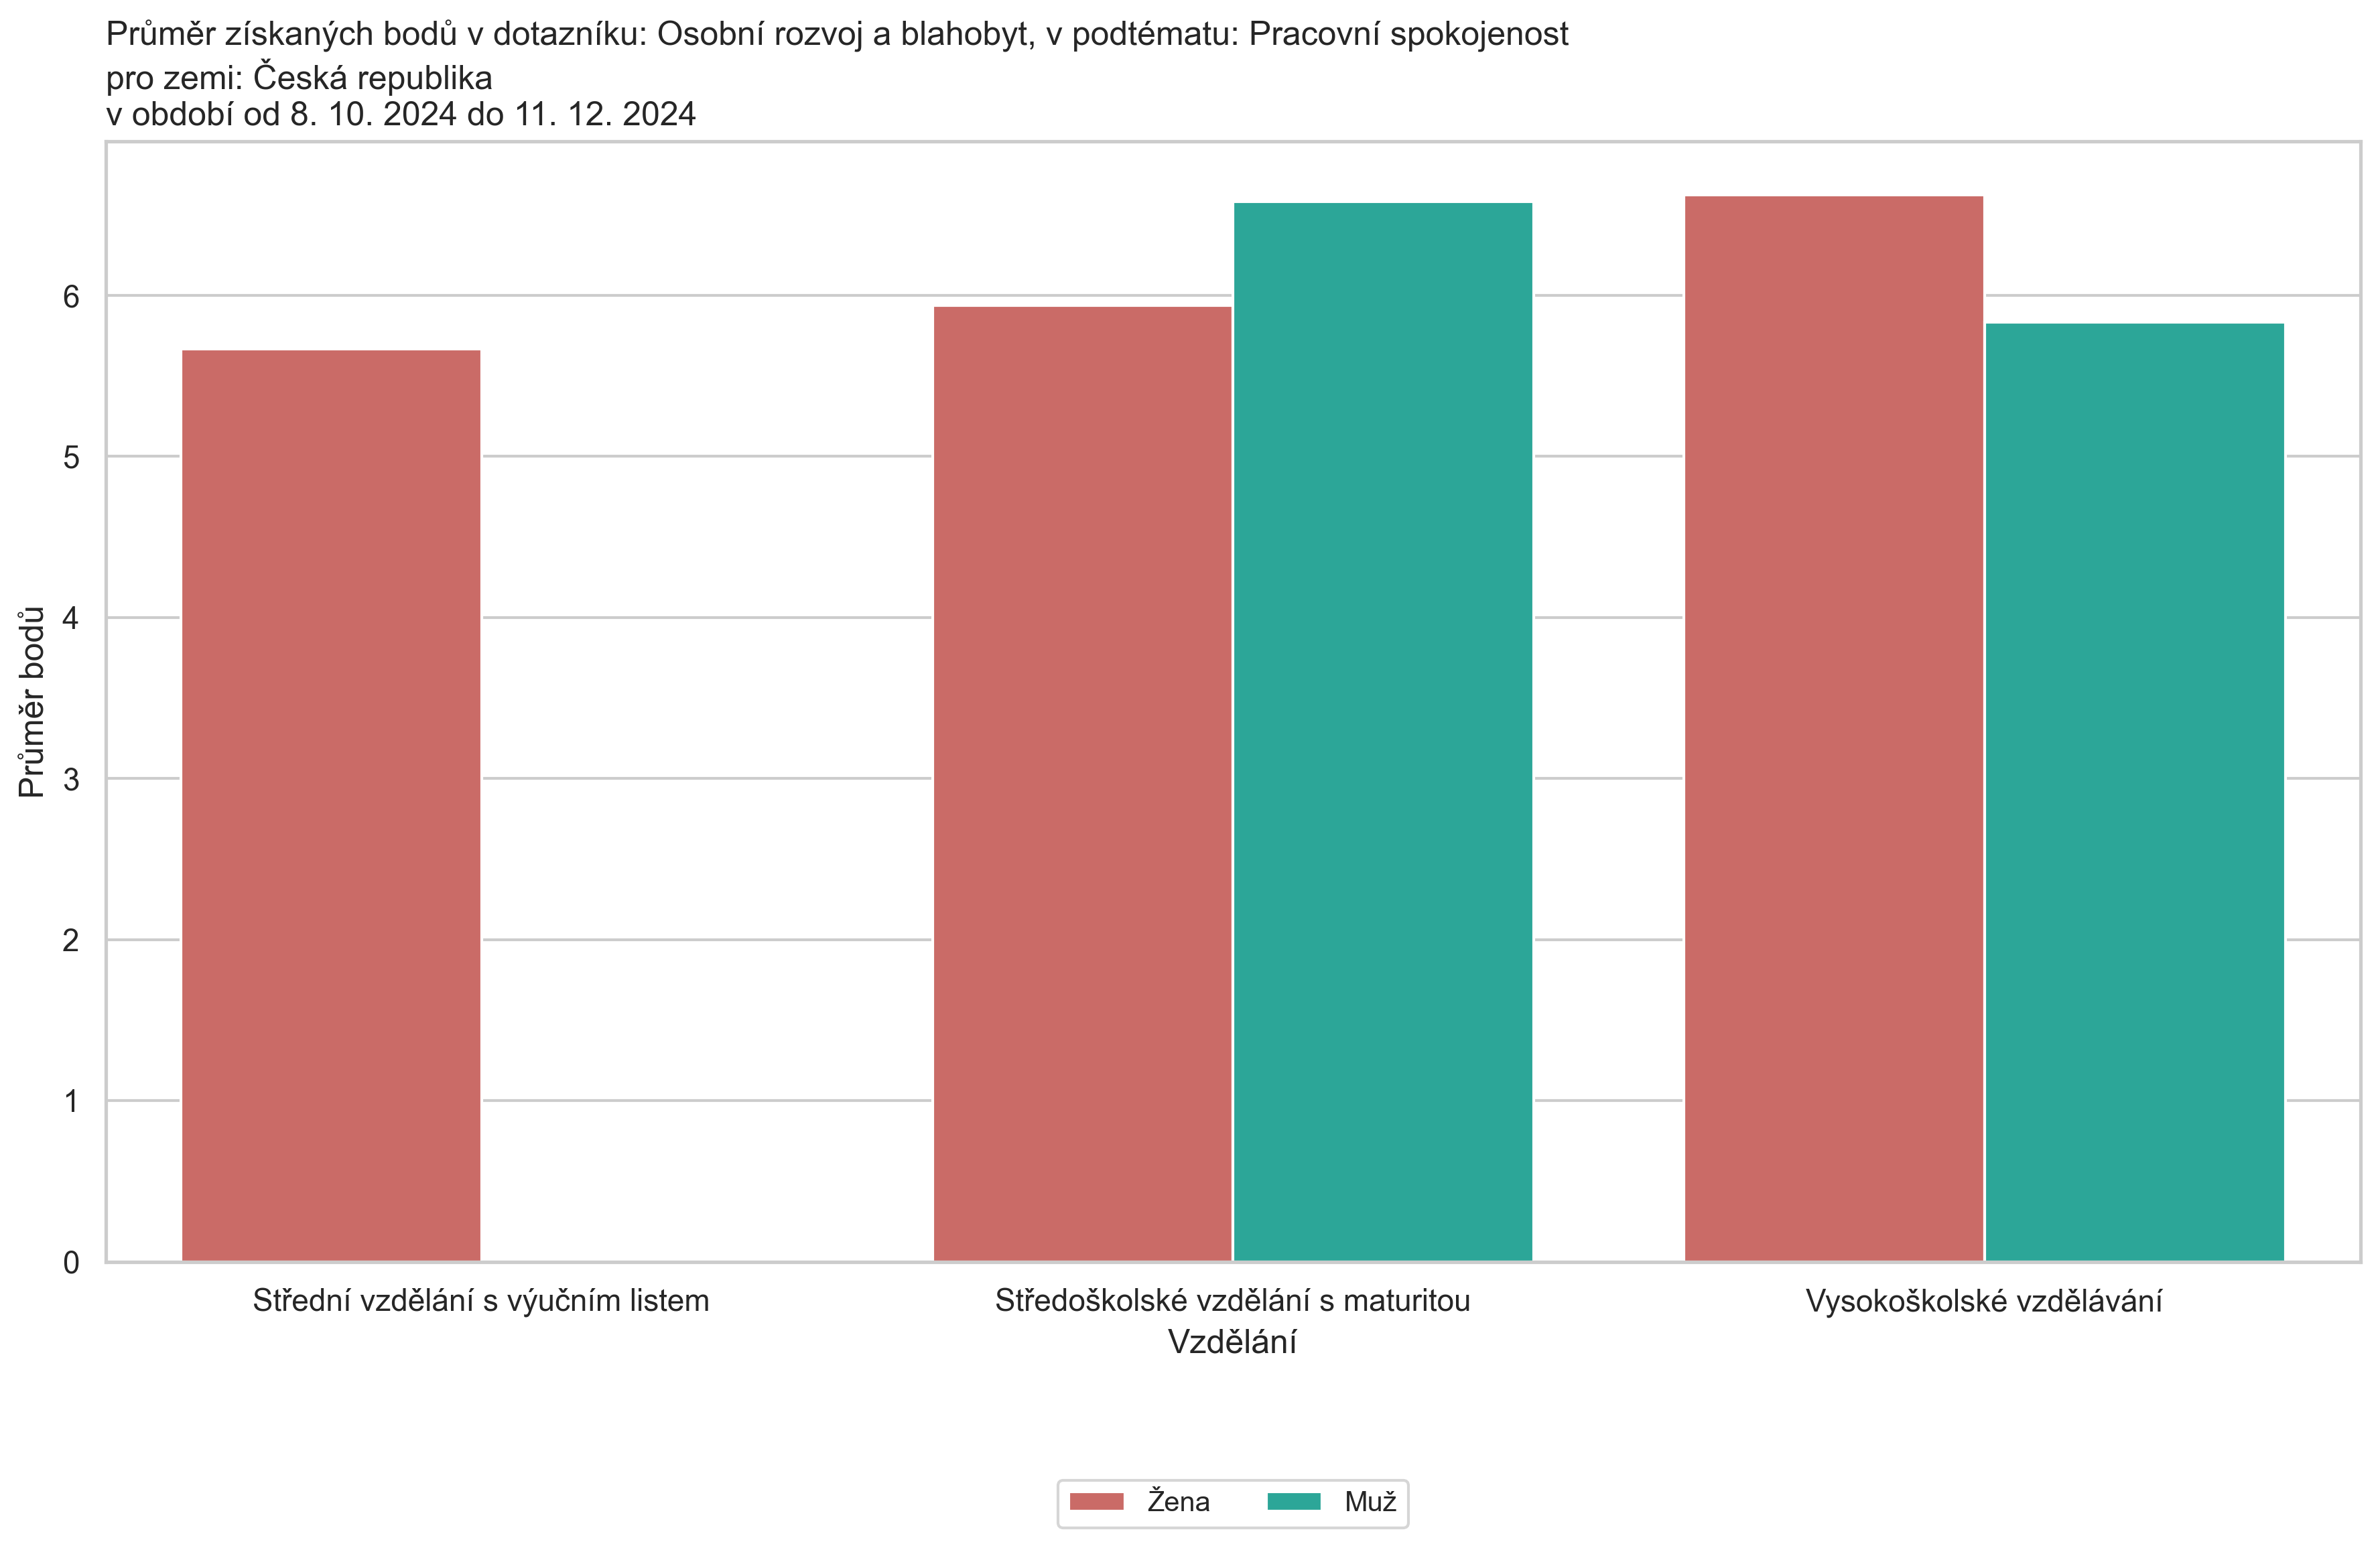 Průměr získaných bodů v dotazníku: Osobní rozvoj a blahobyt, v podtématu: Pracovní spokojenost
pro zemi: Česká republika
v období od 8. 10. 2024 do 11. 12. 2024
Průměr bodů
6
5
4
3
2
1
0
Střední vzdělání s výučním listem
Středoškolské vzdělání s maturitou
Vysokoškolské vzdělávání
Vzdělání
Žena
Muž